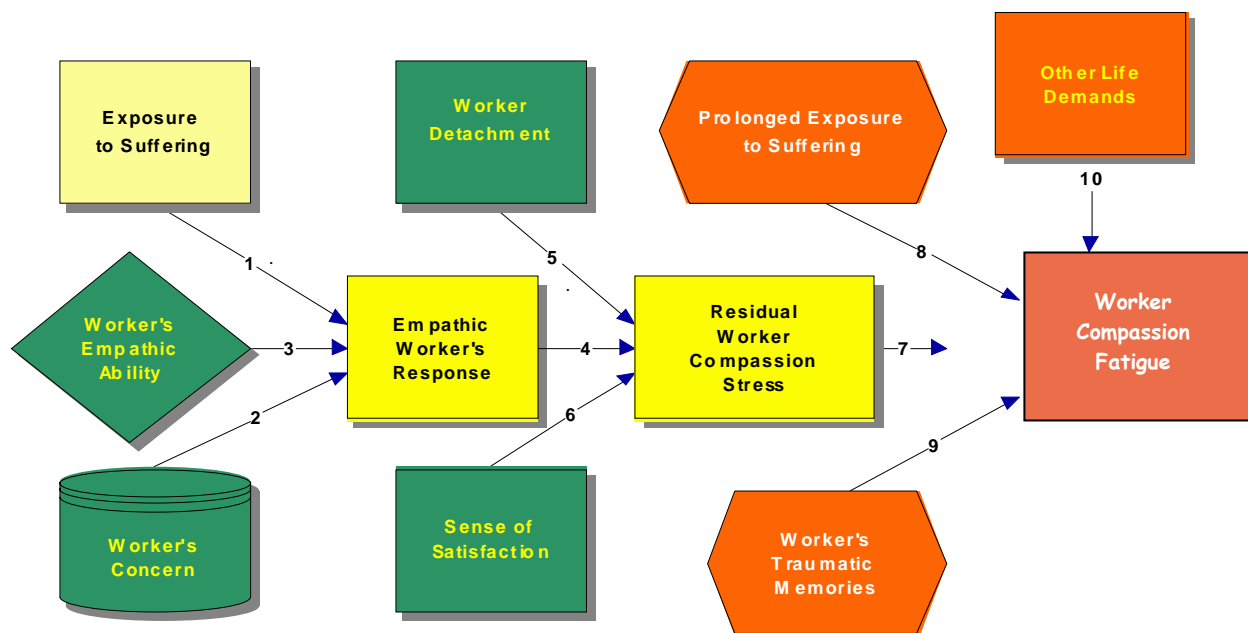 Exposure
to Suffering
Worker
Detachment
Prolonged Exposure
to Suffering
Other Life
Demands
10
1
5
8
Worker's
Empathic
Ability
3
Empathic
Worker's
Response
4
Residual
Worker
Compassion
Stress
7
Worker
Compassion
Fatigue
2
6
9
Worker's
Concern
Sense of
Satisfaction
Worker's
Traumatic
Memories